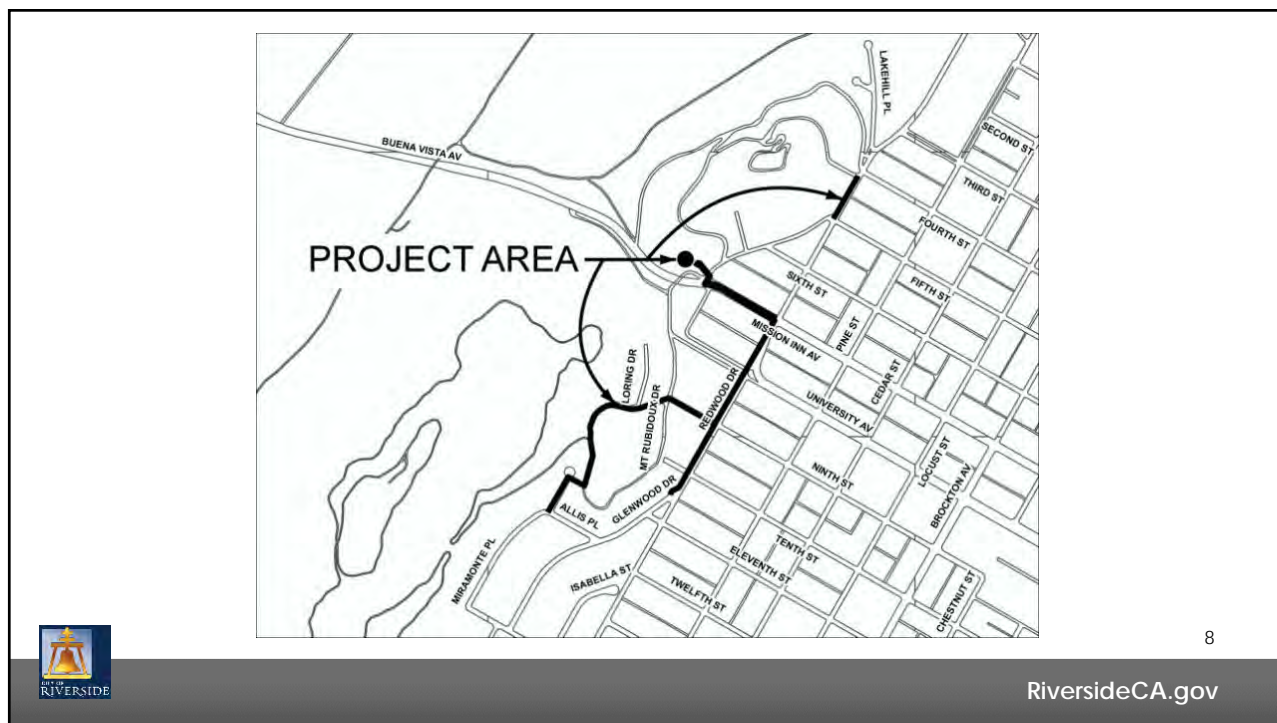 LAKEHILL PL
SECOND ST
BUENA VISTA AV
THIRD ST
FOURTH ST
PROJECT AREA
SIXTH ST
FIFTH ST
PINE ST
MISSION INN AV
LORING DR
CEDAR ST
MT RUBIDOUX DR
REDWOOD DR
UNIVERSITY AV
LOCUST ST
NINTH ST
BROCKTON AV
GLENWOOD DR
ALLIS PL
TENTH ST
MIRAMONTE PL
ELEVENTH ST
ISABELLA ST
TWELFTH ST
CHESTNUT ST
8
CITY OF
RIVERSIDE
RiversideCA.gov